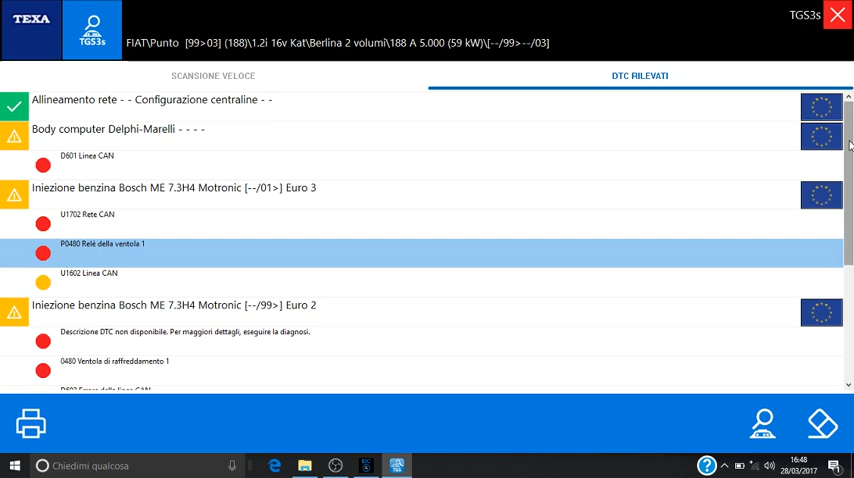 TEXA
TGS3s
TGS3s
FIAT\Punto [99>03] (188)\1.2i 16v Kat\Berlina 2 volumi\188 A 5.000 (59 kW)\[--/99>--/03]
SCANSIONE VELOCE
DTC RILEVATI
Allineamento rete - - Configurazione centraline - -
Body computer Delphi-Marelli - - - -
D601 Linea CAN
Iniezione benzina Bosch ME 7.3H4 Motronic [--/01>] Euro 3
U1702 Rete CAN
P0480 Relè della ventola 1
U1602 Linea CAN
Iniezione benzina Bosch ME 7.3H4 Motronic [--/99>] Euro 2
Descrizione DTC non disponibile. Per maggiori dettagli, eseguire la diagnosi.
0480 Ventola di raffreddamento 1
Chiedimi qualcosa
16:48
28/03/2017